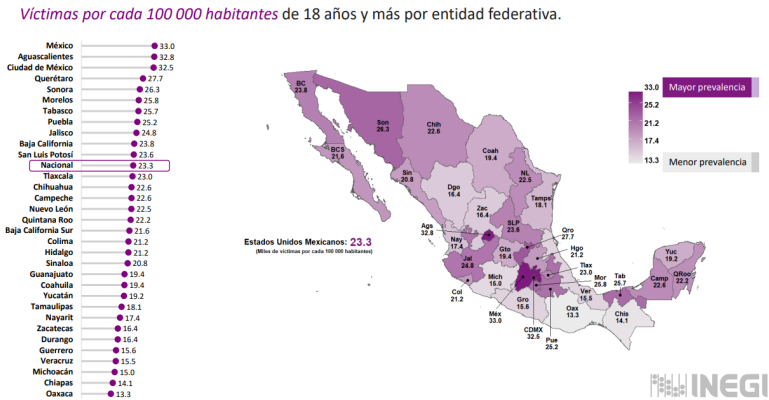 Víctimas por cada 100 000 habitantes de 18 años y más por entidad federativa.
México 33.0
Aguascalientes 32.8
Ciudad de México 32.5
Querétaro 27.7
Sonora 26.3
Morelos 25.8
Tabasco 25.7
Puebla 25.2
Jalisco 24.8
Baja California 23.8
San Luis Potosí 23.6
Nacional 23.3
Tlaxcala 23.0
Chihuahua 22.6
Campeche 22.6
Nuevo León 22.5
Quintana Roo 22.2
Baja California Sur 21.6
Colima 21.2
Hidalgo 21.2
Sinaloa 20.8
Guanajuato 19.4
Coahuila 19.4
Yucatán 19.2
Tamaulipas 18.1
Nayarit 17.4
Zacatecas 16.4
Durango 16.4
Guerrero 15.6
Veracruz 15.5
Michoacán 15.0
Chiapas 14.1
Oaxaca 13.3
BC
23.8
Son
26.3
Chih
22.6
BCS
21.6
Coah
19.4
Sin
20.8
NL
22.5
Dgo
16.4
Tamps
18.1
Zac
16.4
SLP
23.6
Ags
32.8
Qro
27.7
Nay
17.4
Gto
19.4
Hgo
21.2
Jal
24.8
Tlax
23.0
Mich
15.0
Mor
25.8
Col
21.2
Ver
15.5
Tab
25.7
Yuc
19.2
Camp
22.6
QRoo
22.2
Gro
15.6
Oax
13.3
Chis
14.1
Méx
33.0
CDMX
32.5
Pue
25.2
Estados Unidos Mexicanos: 23.3
(Miles de víctimas por cada 100 000 habitantes)
33.0 Mayor prevalencia
25.2
22.6
17.4
13.3 Menor prevalencia
INEGI